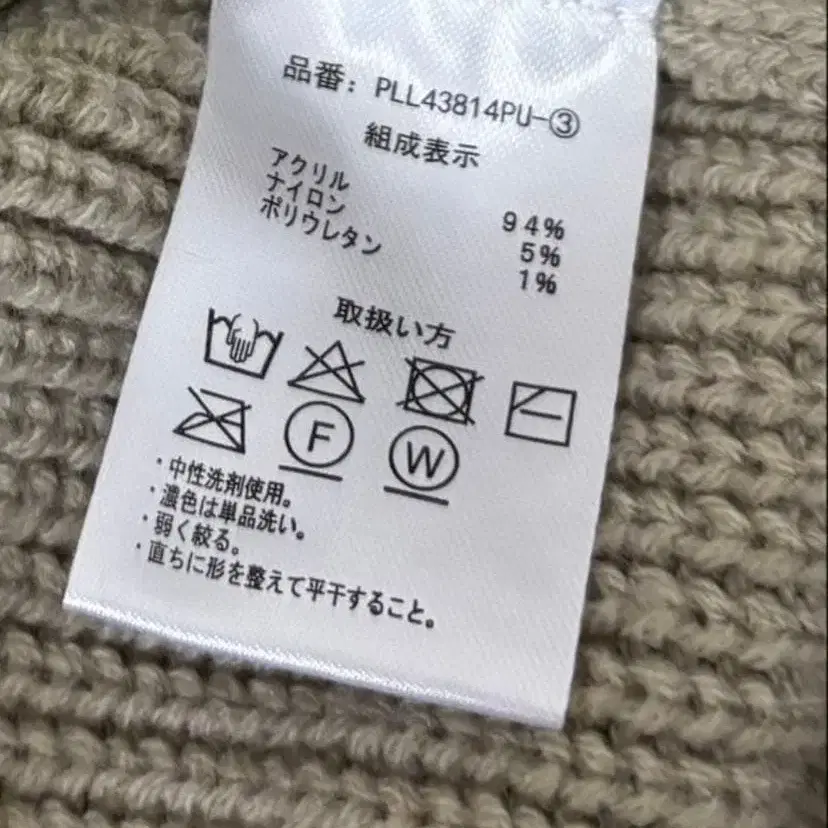 品番: PLL43814PU-③
組成表示
アクリル 94%
ナイロン 5%
ポリウレタン 1%
取扱い方
F W
・中性洗剤使用。
・濃色は単品洗い。
・弱く絞る。
・直ちに形を整えて平干すること。